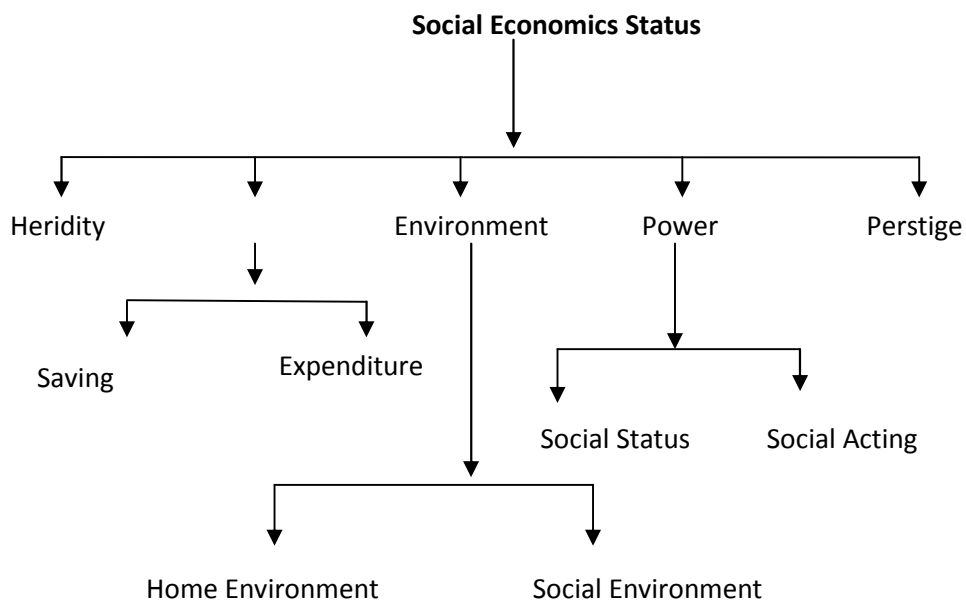 Social Economics Status
Heridity
Environment
Power
Perstige
Saving
Expenditure
Social Status
Social Acting
Home Environment
Social Environment